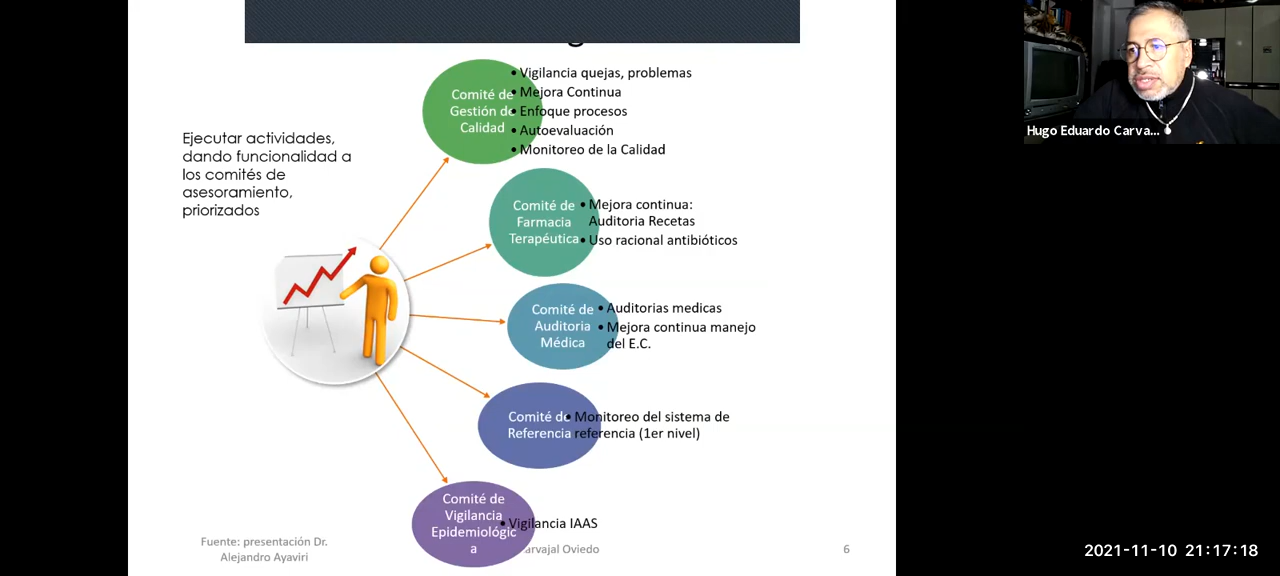 Ejecutar actividades,
dando funcionalidad a
los comités de
asesoramiento,
priorizados
Comité de
Gestión de
Calidad
• Vigilancia quejas, problemas
• Mejora Continua
• Enfoque procesos
• Autoevaluación
• Monitoreo de la Calidad
Comité de
Farmacia
Terapéutica
• Mejora continua:
Auditoria Recetas
• Uso racional antibióticos
Comité de
Auditoria
Médica
• Auditorias medicas
• Mejora continua manejo
del E.C.
Comité de
Referencia
• Monitoreo del sistema de
referencia (1er nivel)
Comité de
Vigilancia
Epidemiológic
a
• Vigilancia IAAS
Fuente: presentación Dr.
Alejandro Ayaviri
Oviedo
6
Hugo Eduardo Carva...
2021-11-10 21:17:18